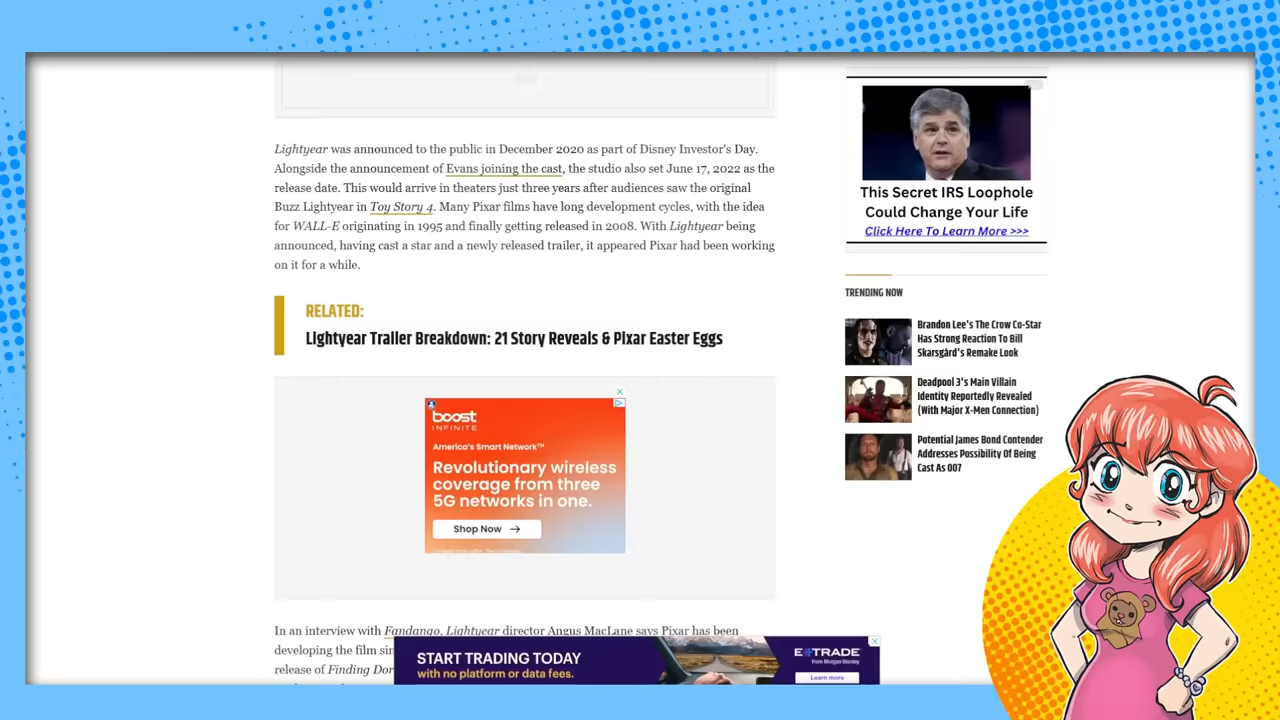 Lightyear was announced to the public in December 2020 as part of Disney Investor's Day.
Alongside the announcement of Evans joining the cast, the studio also set June 17, 2022 as the
release date. This would arrive in theaters just three years after audiences saw the original
Buzz Lightyear in Toy Story 4. Many Pixar films have long development cycles, with the idea
for WALL-E originating in 1995 and finally getting released in 2008. With Lightyear being
announced, having cast a star and a newly released trailer, it appeared Pixar had been working
on it for a while.
RELATED:
Lightyear Trailer Breakdown: 21 Story Reveals & Pixar Easter Eggs
boost
INFINITE
America's Smart Network™
Revolutionary wireless
coverage from three
5G networks in one.
Shop Now →
In an interview with Fandango, Lightyear director Angus MacLane says Pixar has been
developing the film sin
release of Finding Dor
START TRADING TODAY
with no platform or data fees.
E*TRADE
from Morgan Stanley
Learn more
This Secret IRS Loophole
Could Change Your Life
Click Here To Learn More >>>
TRENDING NOW
Brandon Lee's The Crow Co-Star
Has Strong Reaction To Bill
Skarsgård's Remake Look
Deadpool 3's Main Villain
Identity Reportedly Revealed
(With Major X-Men Connection)
Potential James Bond Contender
Addresses Possibility Of Being
Cast As 007